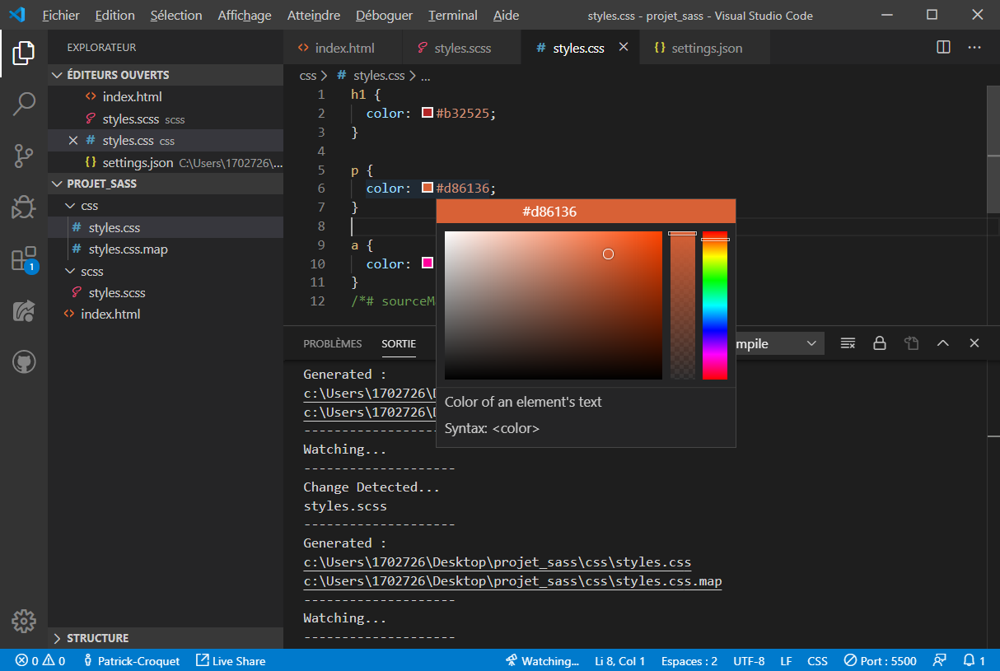 Fichier Edition Sélection Affichage Atteindre Déboguer Terminal Aide styles.css - projet_sass - Visual Studio Code
EXPLORATEUR
ÉDITEURS OUVERTS
index.html
styles.scss scss
styles.css css
settings.json C:\Users\1702726\...
PROJET_SASS
css
styles.css
styles.css.map
scss
styles.scss
index.html
STRUCTURE
1
index.html styles.scss styles.css settings.json
css > styles.css > ...
1 h1 {
2 color: #b32525;
3 }
4
5 p {
6 color: #d86136;
7 }
8
9 a {
10 color:
11 }
12 /*# sourceM
#d86136
Color of an element's text
Syntax: <color>
PROBLÈMES SORTIE mpile
Generated :
c:\Users\1702726\D
c:\Users\1702726\D
--------------------
Watching...
--------------------
Change Detected...
styles.scss
--------------------
Generated :
c:\Users\1702726\Desktop\projet_sass\css\styles.css
c:\Users\1702726\Desktop\projet_sass\css\styles.css.map
--------------------
Watching...
--------------------
0 0 Patrick-Croquet Live Share Watching... Li 8, Col 1 Espaces : 2 UTF-8 LF CSS Port : 5500 1